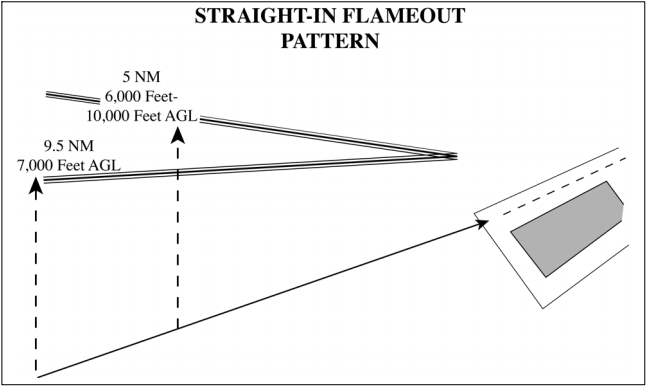 STRAIGHT-IN FLAMEOUT
PATTERN
5 NM
6,000 Feet-
10,000 Feet AGL
9.5 NM
7,000 Feet AGL